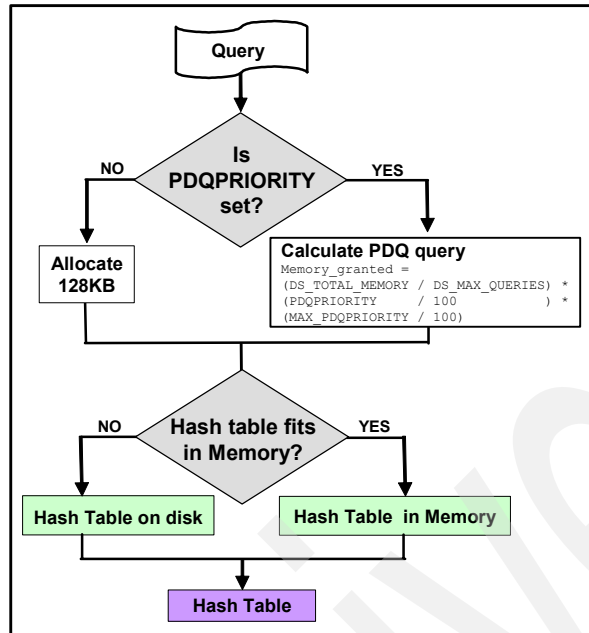 Query
Is
PDQPRIORITY
set?
NO
YES
Allocate
128KB
Calculate PDQ query
Memory_granted =
(DS_TOTAL_MEMORY / DS_MAX_QUERIES) *
(PDQPRIORITY / 100 ) *
(MAX_PDQPRIORITY / 100)
Hash table fits
in Memory?
NO
YES
Hash Table on disk
Hash Table in Memory
Hash Table